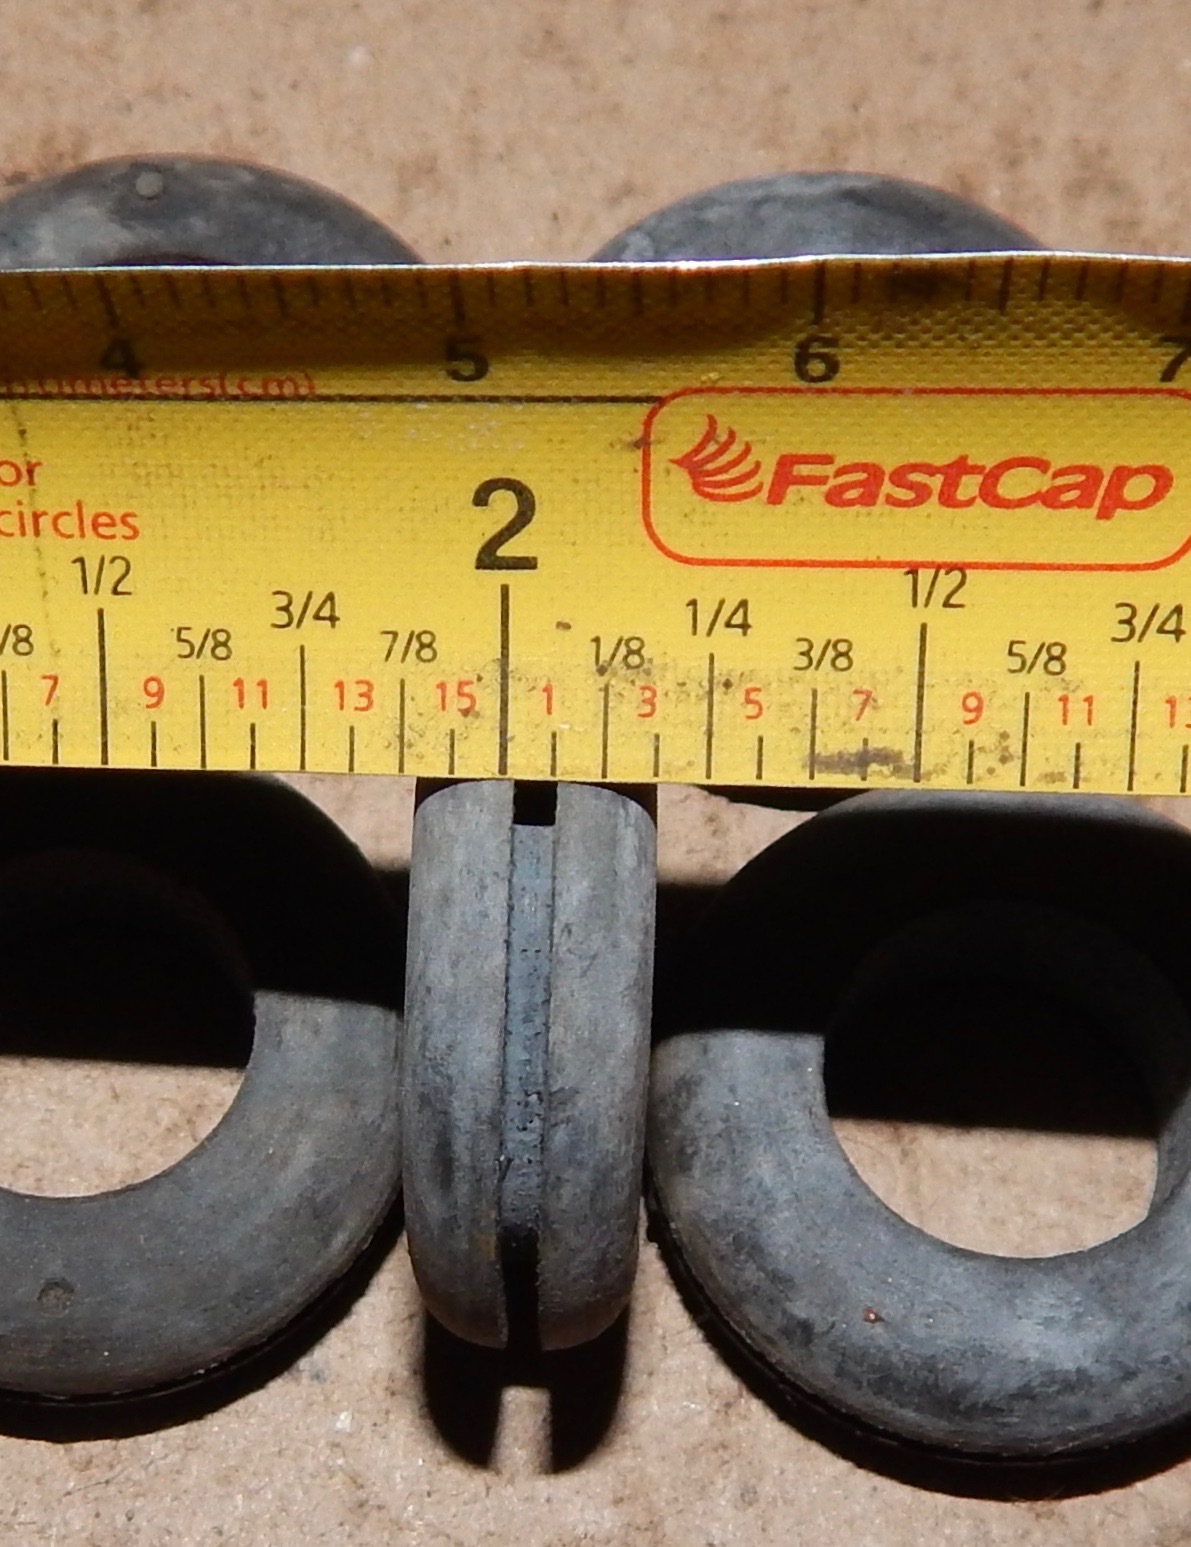 4 5 6 7
ntimeters(cm)
FastCap
or
circles
2
1/2 1/2
3/4 1/4 3/4
/8 5/8 7/8 1/8 3/8 5/8
7 9 11 13 15 1 3 5 7 9 11 13